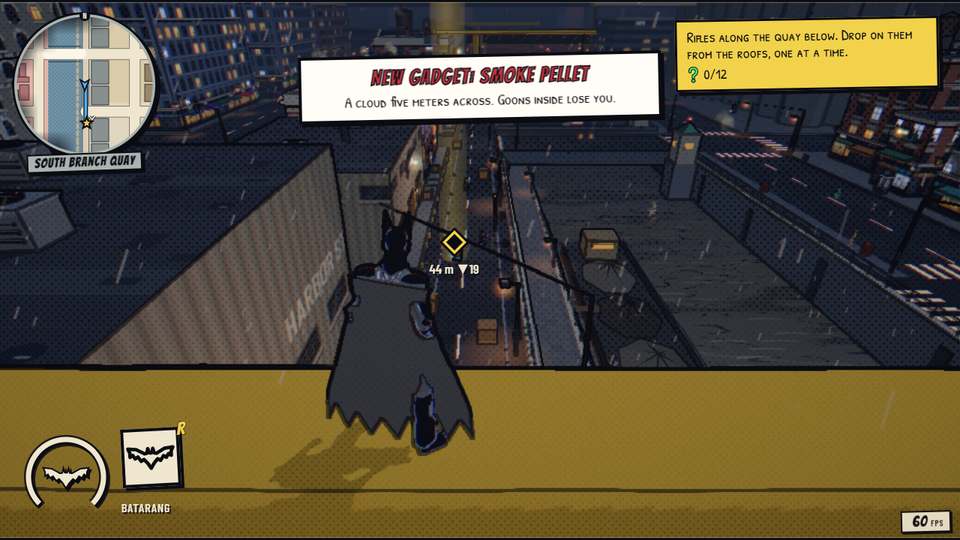 NEW GADGET: SMOKE PELLET
A CLOUD FIVE METERS ACROSS. GOONS INSIDE LOSE YOU.
RIFLES ALONG THE QUAY BELOW. DROP ON THEM
FROM THE ROOFS, ONE AT A TIME.
? 0/12
SOUTH BRANCH QUAY
44 m ▼19
HARBOR
R
BATARANG
60 FPS